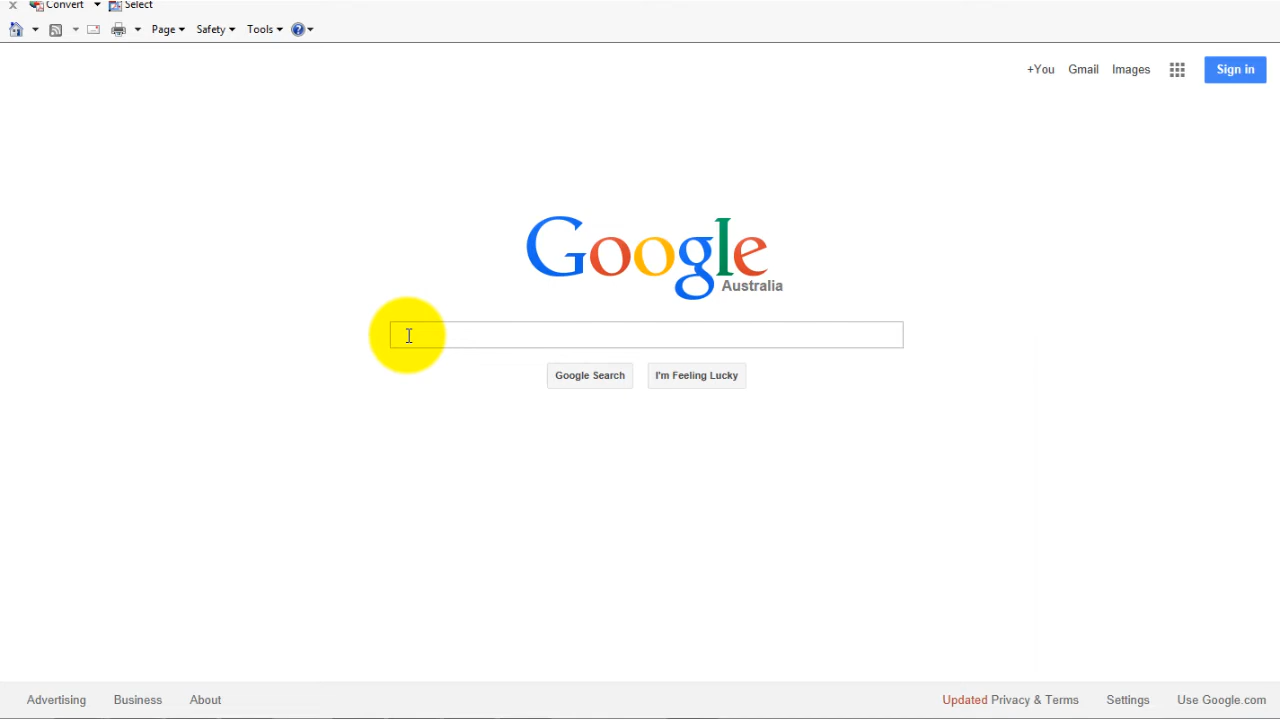 Convert Select
Page Safety Tools
+You Gmail Images Sign in
Google
Australia
Google Search I'm Feeling Lucky
Advertising Business About Updated Privacy & Terms Settings Use Google.com